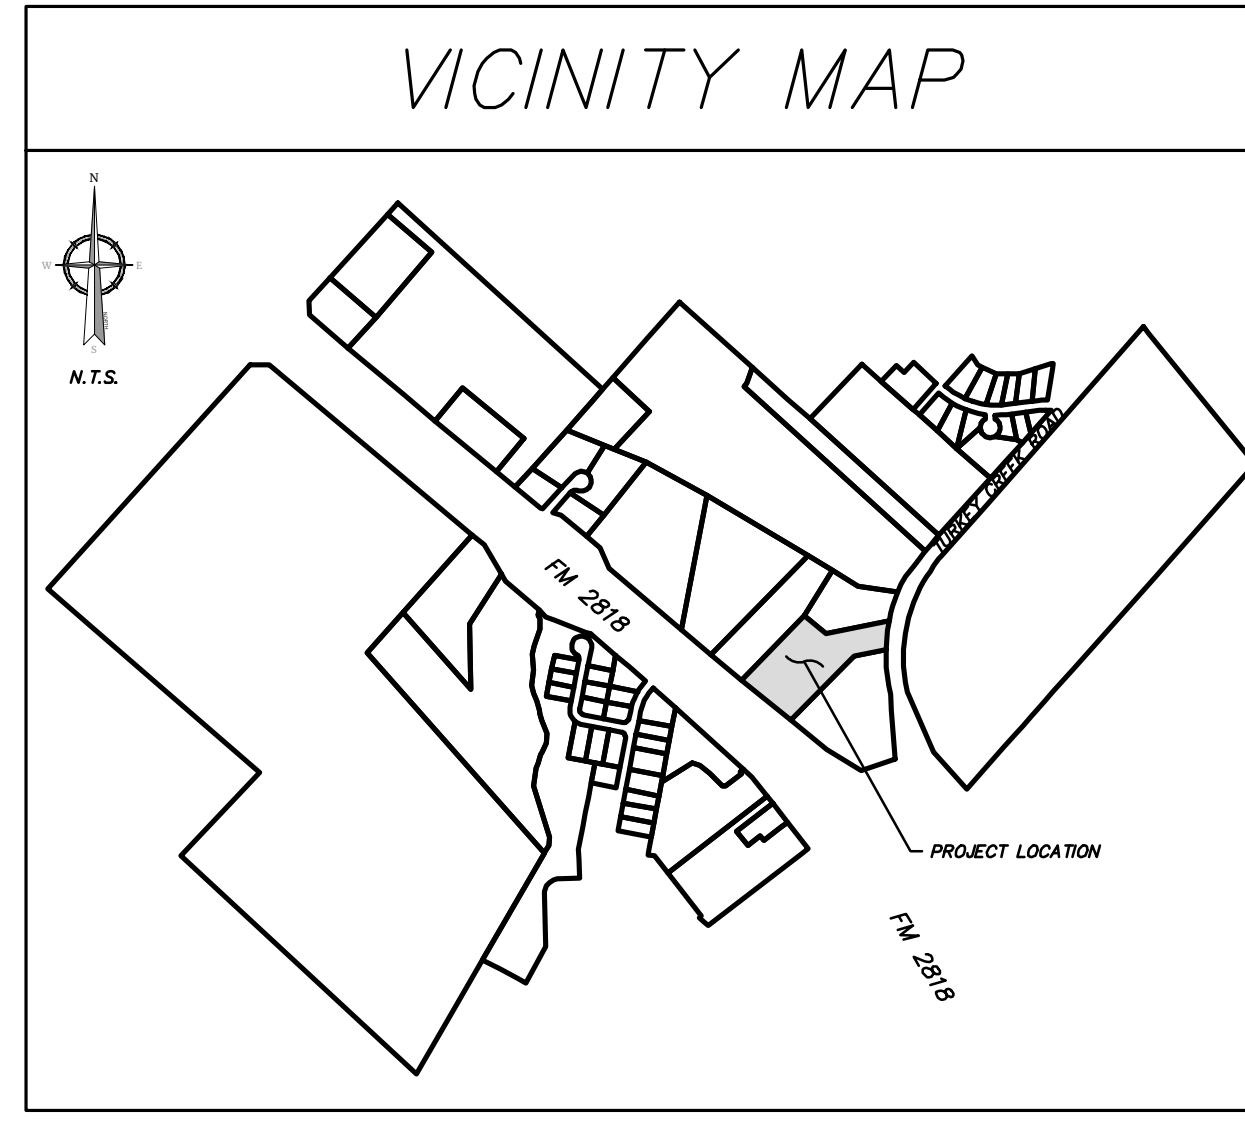 VICINITY MAP
N
W
E
S
N.T.S.
TURKEY CREEK ROAD
FM 2818
PROJECT LOCATION
FM 2818